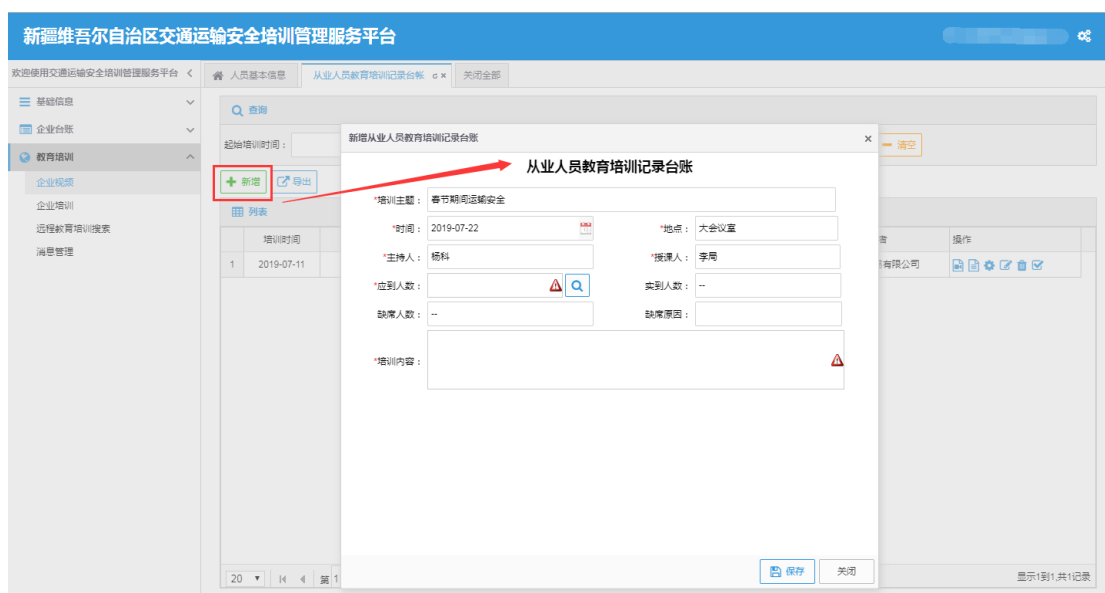 新疆维吾尔自治区交通运输安全培训管理服务平台
欢迎使用交通运输安全培训管理服务平台
人员基本信息 从业人员教育培训记录台帐 关闭全部
基础信息
企业台账
教育培训
企业视频
企业培训
远程教育培训搜索
消息管理
查询
起始培训时间：
清空
新增 导出
列表
培训时间 操作
1 2019-07-11 有限公司
新增从业人员教育培训记录台账 ×
从业人员教育培训记录台账
*培训主题： 春节期间运输安全
*时间： 2019-07-22 *地点： 大会议室
*主持人： 杨科 *授课人： 李局
*应到人数： 实到人数： --
缺席人数： -- 缺席原因：
*培训内容：
保存 关闭
20 第 1
显示1到1,共1记录